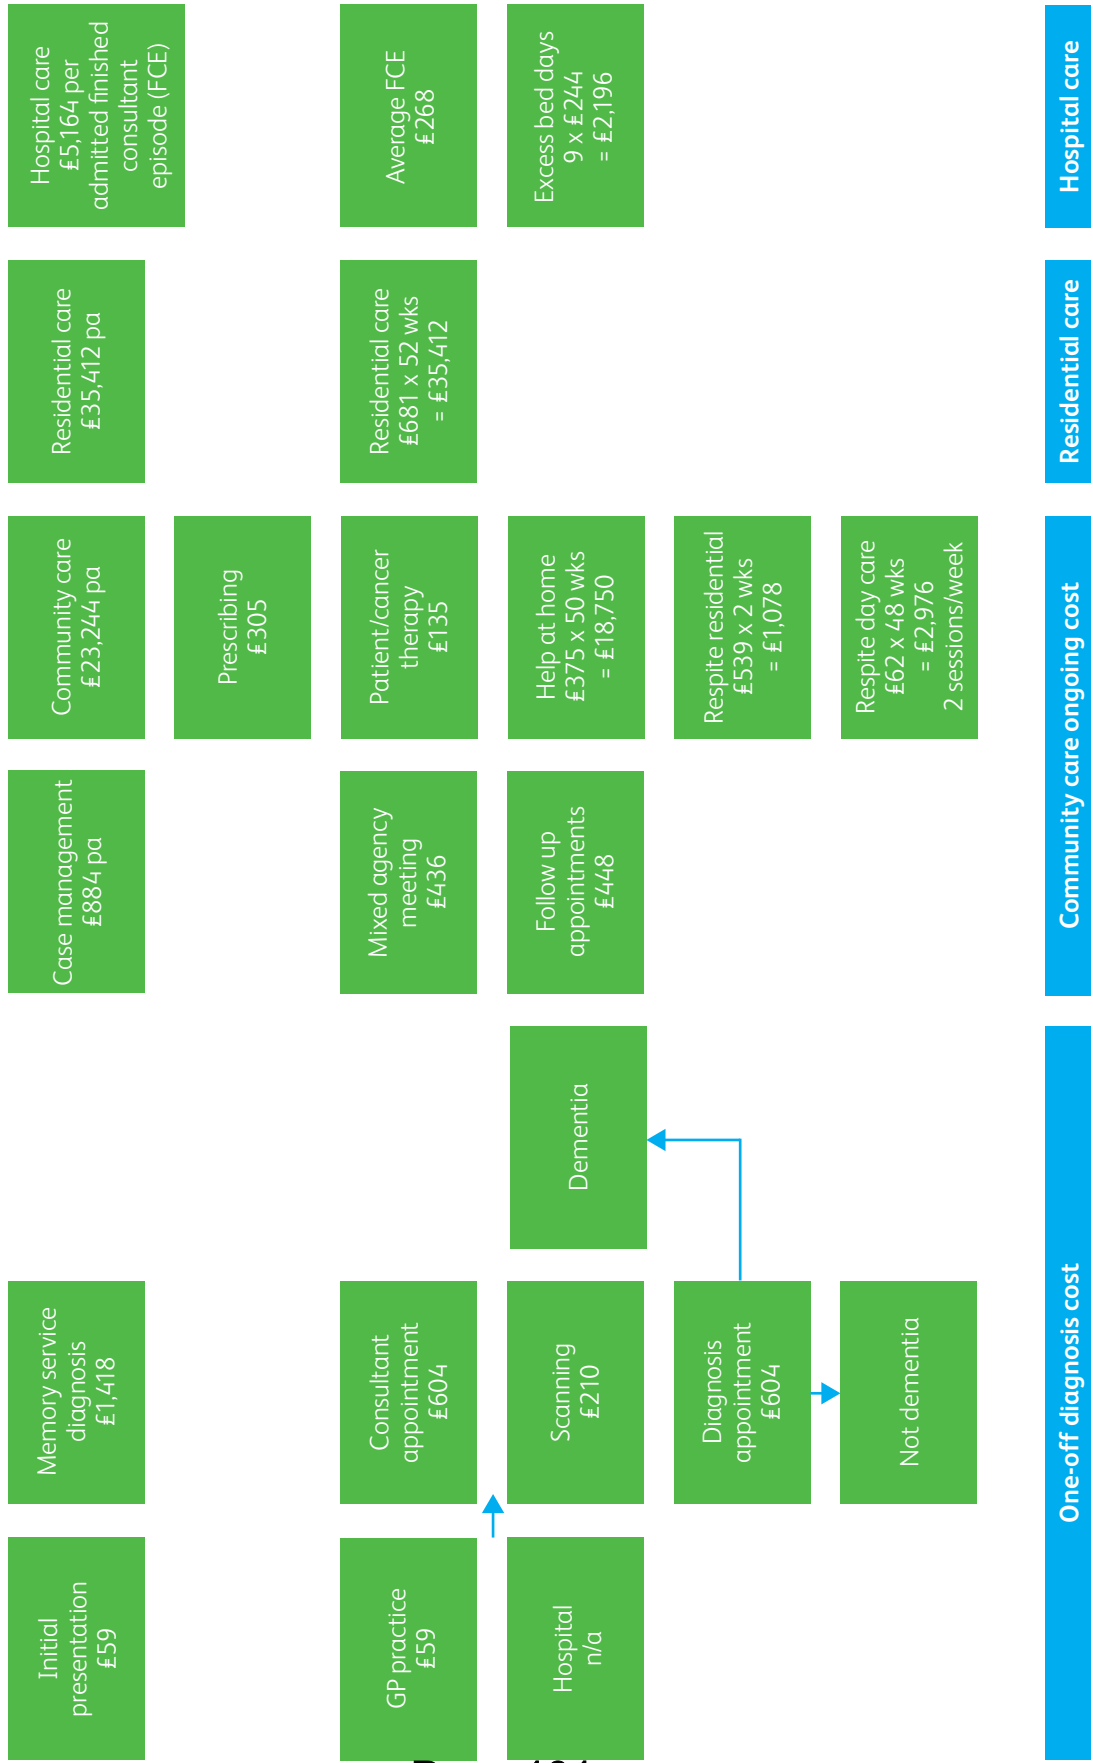 Initial
presentation
£59
Memory service
diagnosis
£1,418
Case management
£884 pa
Community care
£23,244 pa
Residential care
£35,412 pa
Hospital care
£5,164 per
admitted finished
consultant
episode (FCE)
Prescribing
£305
GP practice
£59
Consultant
appointment
£604
Mixed agency
meeting
£436
Patient/cancer
therapy
£135
Residential care
£681 x 52 wks
= £35,412
Average FCE
£268
Hospital
n/a
Scanning
£210
Dementia
Follow up
appointments
£448
Help at home
£375 x 50 wks
= £18,750
Excess bed days
9 x £244
= £2,196
Diagnosis
appointment
£604
Respite residential
£539 x 2 wks
= £1,078
Not dementia
Respite day care
£62 x 48 wks
= £2,976
2 sessions/week
One-off diagnosis cost
Community care ongoing cost
Residential care
Hospital care